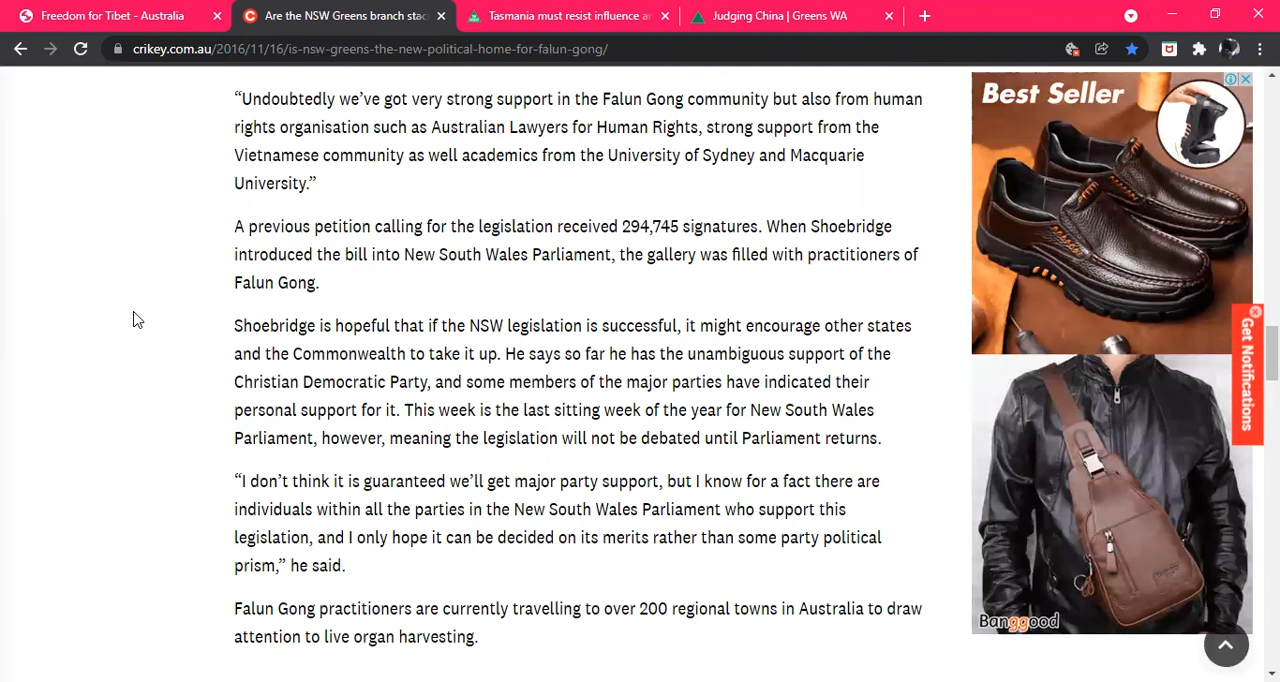 Freedom for Tibet - Australia
Are the NSW Greens branch stac
Tasmania must resist influence a
Judging China | Greens WA
crikey.com.au/2016/11/16/is-nsw-greens-the-new-political-home-for-falun-gong/
“Undoubtedly we’ve got very strong support in the Falun Gong community but also from human
rights organisation such as Australian Lawyers for Human Rights, strong support from the
Vietnamese community as well academics from the University of Sydney and Macquarie
University.”
A previous petition calling for the legislation received 294,745 signatures. When Shoebridge
introduced the bill into New South Wales Parliament, the gallery was filled with practitioners of
Falun Gong.
Shoebridge is hopeful that if the NSW legislation is successful, it might encourage other states
and the Commonwealth to take it up. He says so far he has the unambiguous support of the
Christian Democratic Party, and some members of the major parties have indicated their
personal support for it. This week is the last sitting week of the year for New South Wales
Parliament, however, meaning the legislation will not be debated until Parliament returns.
“I don’t think it is guaranteed we’ll get major party support, but I know for a fact there are
individuals within all the parties in the New South Wales Parliament who support this
legislation, and I only hope it can be decided on its merits rather than some party political
prism,” he said.
Falun Gong practitioners are currently travelling to over 200 regional towns in Australia to draw
attention to live organ harvesting.
Best Seller
Get Notifications
Banggood